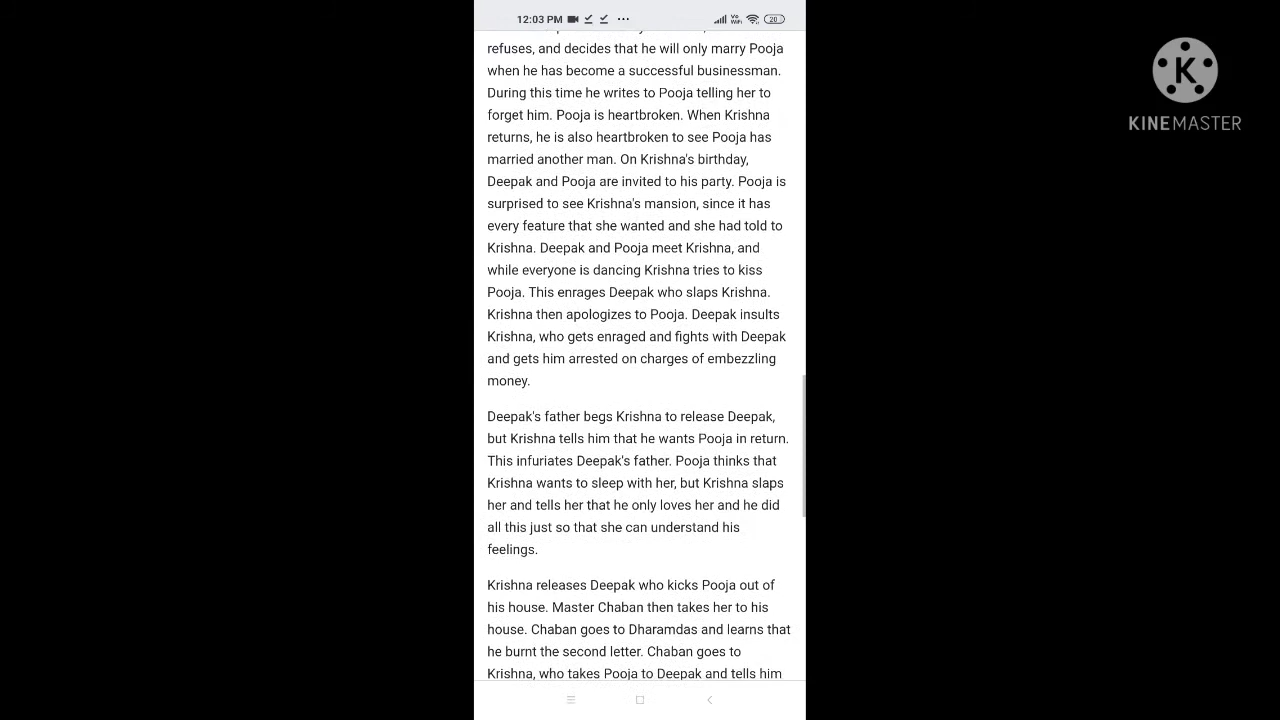 12:03 PM
Vo
WiFi
20
refuses, and decides that he will only marry Pooja
when he has become a successful businessman.
During this time he writes to Pooja telling her to
forget him. Pooja is heartbroken. When Krishna
returns, he is also heartbroken to see Pooja has
married another man. On Krishna's birthday,
Deepak and Pooja are invited to his party. Pooja is
surprised to see Krishna's mansion, since it has
every feature that she wanted and she had told to
Krishna. Deepak and Pooja meet Krishna, and
while everyone is dancing Krishna tries to kiss
Pooja. This enrages Deepak who slaps Krishna.
Krishna then apologizes to Pooja. Deepak insults
Krishna, who gets enraged and fights with Deepak
and gets him arrested on charges of embezzling
money.
Deepak's father begs Krishna to release Deepak,
but Krishna tells him that he wants Pooja in return.
This infuriates Deepak's father. Pooja thinks that
Krishna wants to sleep with her, but Krishna slaps
her and tells her that he only loves her and he did
all this just so that she can understand his
feelings.
Krishna releases Deepak who kicks Pooja out of
his house. Master Chaban then takes her to his
house. Chaban goes to Dharamdas and learns that
he burnt the second letter. Chaban goes to
Krishna, who takes Pooja to Deepak and tells him
K
KINEMASTER